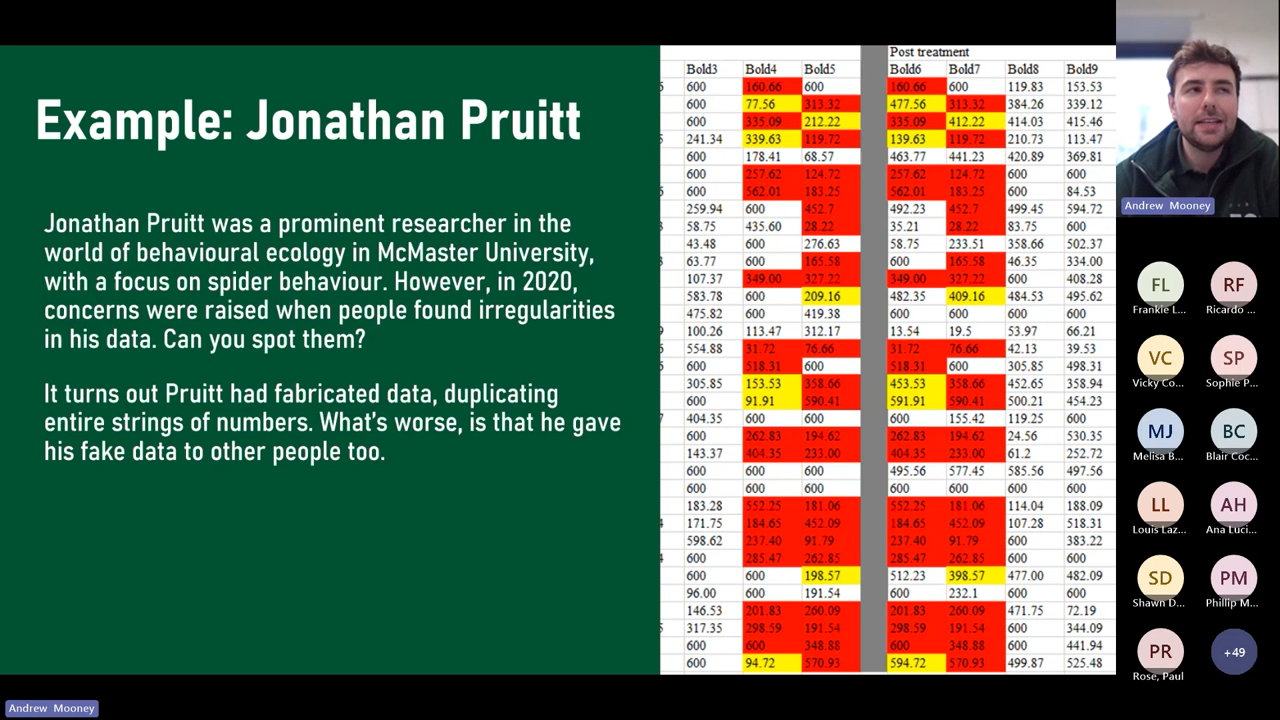 Example: Jonathan Pruitt
Jonathan Pruitt was a prominent researcher in the
world of behavioural ecology in McMaster University,
with a focus on spider behaviour. However, in 2020,
concerns were raised when people found irregularities
in his data. Can you spot them?
It turns out Pruitt had fabricated data, duplicating
entire strings of numbers. What's worse, is that he gave
his fake data to other people too.
Post treatment
Bold3 Bold4 Bold5 Bold6 Bold7 Bold8 Bold9
600 160.66 600 160.66 600 119.83 153.53
600 77.56 313.32 477.56 313.32 384.26 339.12
600 335.09 212.22 335.09 412.22 414.03 415.46
241.34 339.63 119.72 139.63 119.72 210.73 113.47
600 178.41 68.57 463.77 441.23 420.89 369.81
600 257.62 124.72 257.62 124.72 600 600
600 562.01 183.25 562.01 183.25 600 84.53
259.94 600 452.7 492.23 452.7 499.45 594.72
58.75 435.60 28.22 35.21 28.22 83.75 600
43.48 600 276.63 58.75 233.51 358.66 502.37
63.77 600 165.58 600 165.58 46.35 334.00
107.37 349.00 327.22 349.00 327.22 600 408.28
583.78 600 209.16 482.35 409.16 484.53 495.62
475.82 600 419.38 600 600 600 600
100.26 113.47 312.17 13.54 19.5 53.97 66.21
554.88 31.72 76.66 31.72 76.66 42.13 39.53
600 518.31 600 518.31 600 305.85 498.31
305.85 153.53 358.66 453.53 358.66 452.65 358.94
600 91.91 590.41 591.91 590.41 500.21 454.23
404.35 600 600 600 155.42 119.25 600
600 262.83 194.62 262.83 194.62 24.56 530.35
143.37 404.35 233.00 404.35 233.00 61.2 252.72
600 600 600 495.56 577.45 585.56 497.56
600 600 600 600 600 600 600
183.28 552.25 181.06 552.25 181.06 114.04 188.09
171.75 184.65 452.09 184.65 452.09 107.28 518.31
598.62 237.40 91.79 237.40 91.79 600 383.22
600 285.47 262.85 285.47 262.85 600 600
600 600 198.57 512.23 398.57 477.00 482.09
96.00 600 191.54 600 232.1 600 600
146.53 201.83 260.09 201.83 260.09 471.75 72.19
317.35 298.59 191.54 298.59 191.54 600 344.09
600 600 348.88 600 348.88 600 441.94
600 94.72 570.93 594.72 570.93 499.87 525.48
Andrew Mooney
FL RF
Frankie L... Ricardo ...
VC SP
Vicky Co... Sophie P...
MJ BC
Melisa B... Blair Coc...
LL AH
Louis Laz... Ana Luci...
SD PM
Shawn D... Phillip M...
PR +49
Rose, Paul
Andrew Mooney